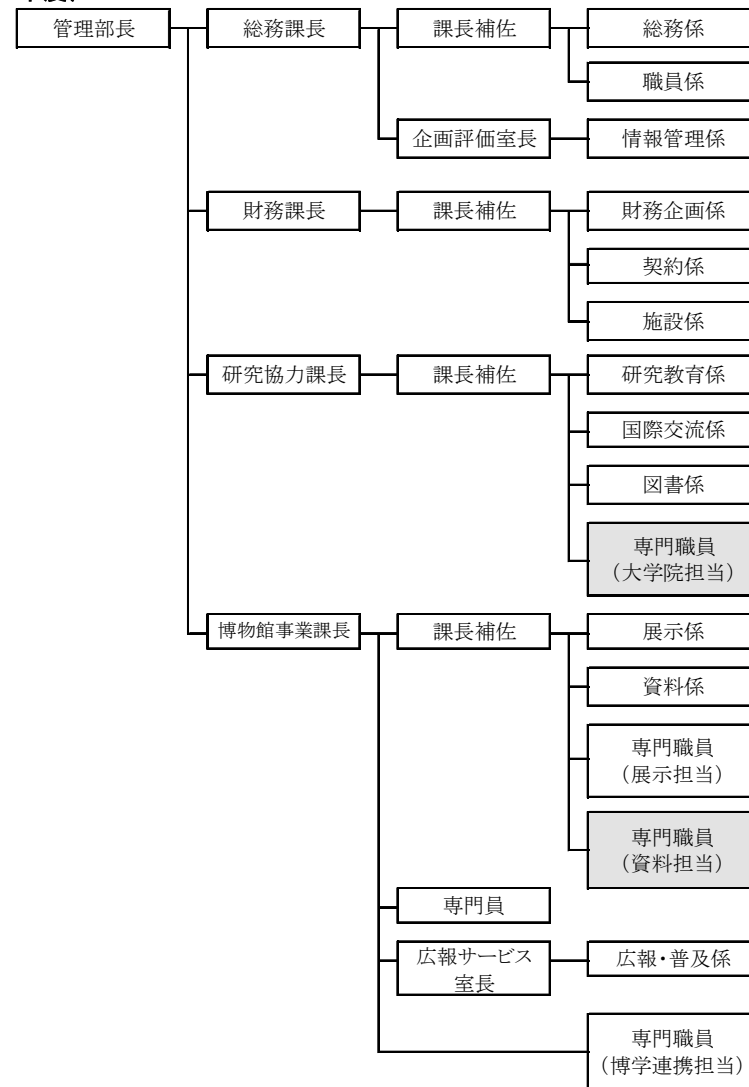 管理部長
総務課長
課長補佐
総務係
職員係
企画評価室長
情報管理係
財務課長
課長補佐
財務企画係
契約係
施設係
研究協力課長
課長補佐
研究教育係
国際交流係
図書係
専門職員
（大学院担当）
博物館事業課長
課長補佐
展示係
資料係
専門職員
（展示担当）
専門職員
（資料担当）
専門員
広報サービス
室長
広報・普及係
専門職員
（博学連携担当）